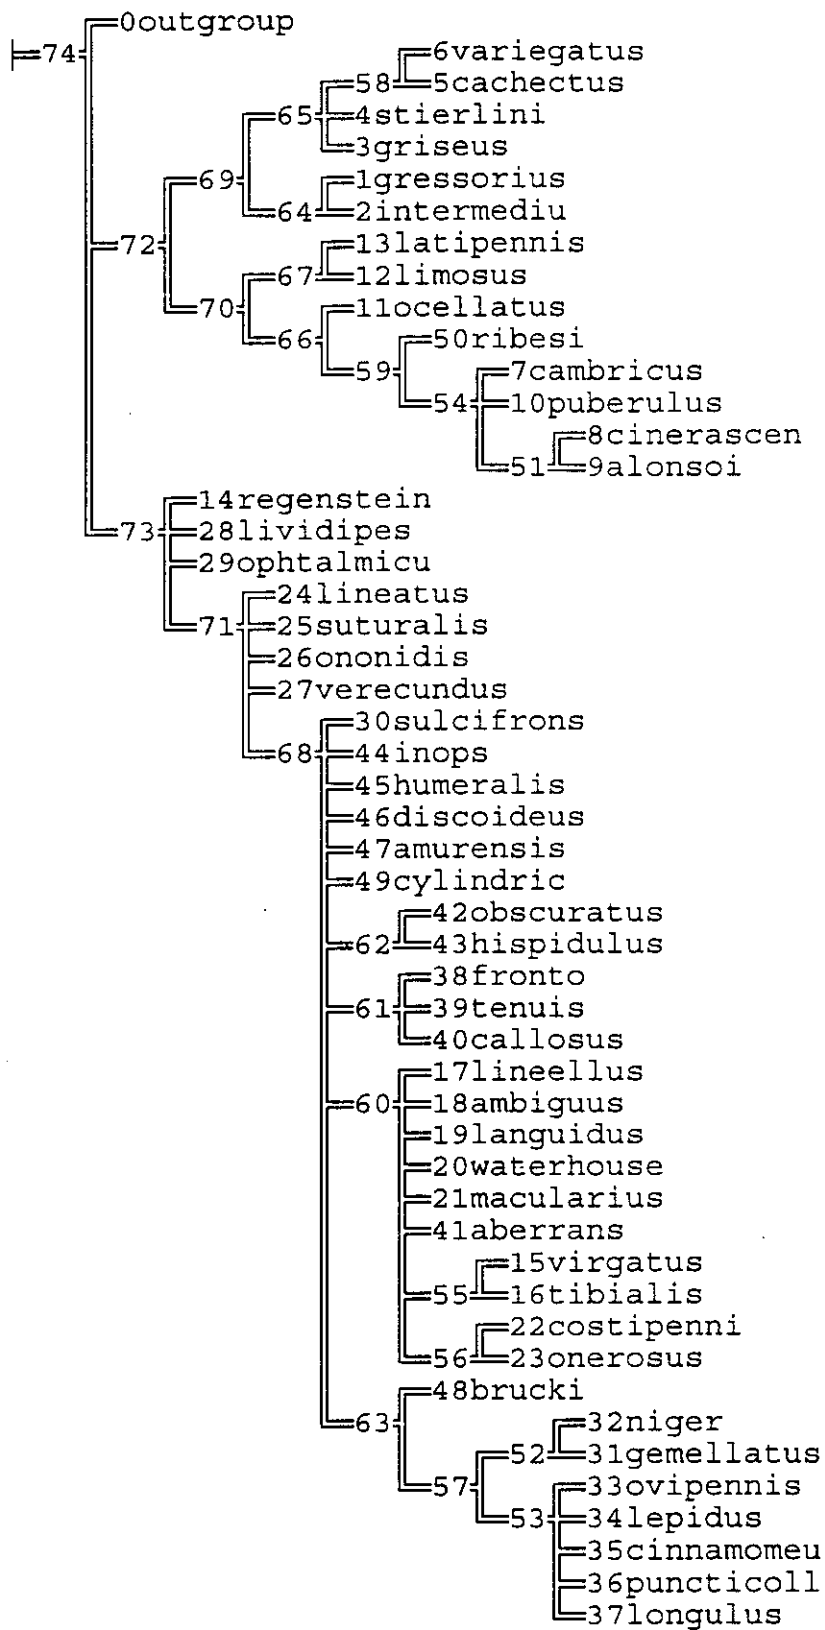 0outgroup
74
6variegatus
58 5cachectus
65 4stierlini
3griseus
69 1gressorius
64 2intermediu
72 13latipennis
67 12limosus
70 11ocellatus
66 50ribesi
59 7cambricus
54 10puberulus
8cinerascen
51 9alonsoi
14regenstein
73 28lividipes
29ophtalmicu
24lineatus
71 25suturalis
26ononidis
27verecundus
30sulcifrons
68 44inops
45humeralis
46discoideus
47amurensis
49cylindric
42obscuratus
62 43hispidulus
38fronto
61 39tenuis
40callosus
17lineellus
60 18ambiguus
19languidus
20waterhouse
21macularius
41aberrans
15virgatus
55 16tibialis
22costipenni
56 23onerosus
48brucki
63 32niger
52 31gemellatus
57 33ovipennis
53 34lepidus
35cinnamomeu
36puncticoll
37longulus